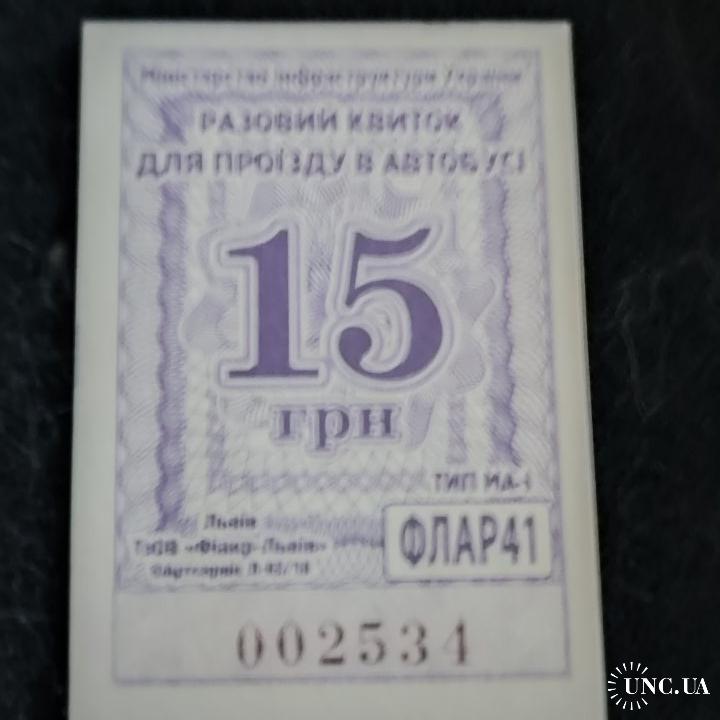 Міністерство інфраструктури України
РАЗОВИЙ КВИТОК
ДЛЯ ПРОЇЗДУ В АВТОБУСІ
15
грн
ТИП МА-І
Львів
ТзОВ «Фіакр-Львів»
ФЛАР41
002534
UNC.UA